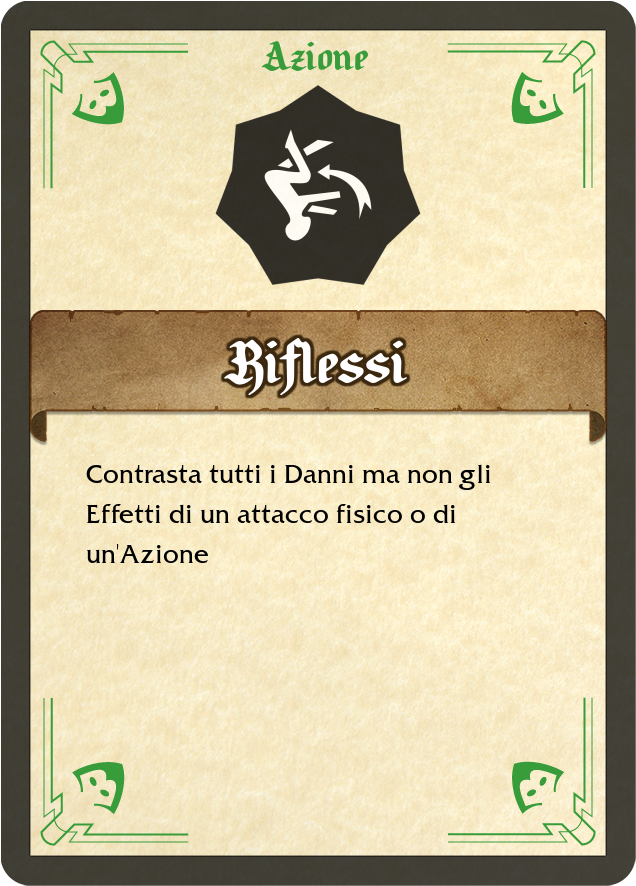 Azione
Riflessi
Contrasta tutti i Danni ma non gli
Effetti di un attacco fisico o di
un'Azione